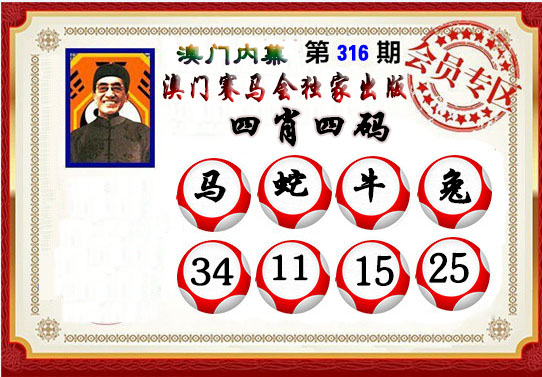 澳门内幕 第316期
会员专区
澳门赛马会独家出版
四肖四码
马 蛇 牛 兔
34 11 15 25